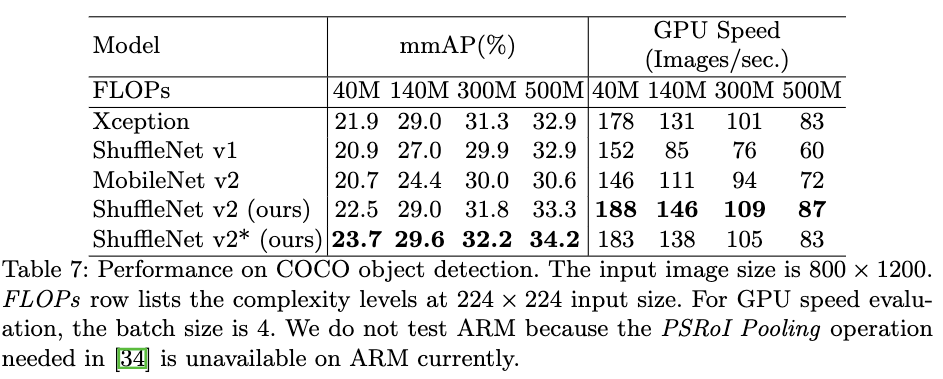 Model mmAP(%) GPU Speed
(Images/sec.)
FLOPs 40M 140M 300M 500M 40M 140M 300M 500M
Xception 21.9 29.0 31.3 32.9 178 131 101 83
ShuffleNet v1 20.9 27.0 29.9 32.9 152 85 76 60
MobileNet v2 20.7 24.4 30.0 30.6 146 111 94 72
ShuffleNet v2 (ours) 22.5 29.0 31.8 33.3 188 146 109 87
ShuffleNet v2* (ours) 23.7 29.6 32.2 34.2 183 138 105 83
Table 7: Performance on COCO object detection. The input image size is 800 × 1200.
FLOPs row lists the complexity levels at 224 × 224 input size. For GPU speed evalu-
ation, the batch size is 4. We do not test ARM because the PSRoI Pooling operation
needed in [34] is unavailable on ARM currently.